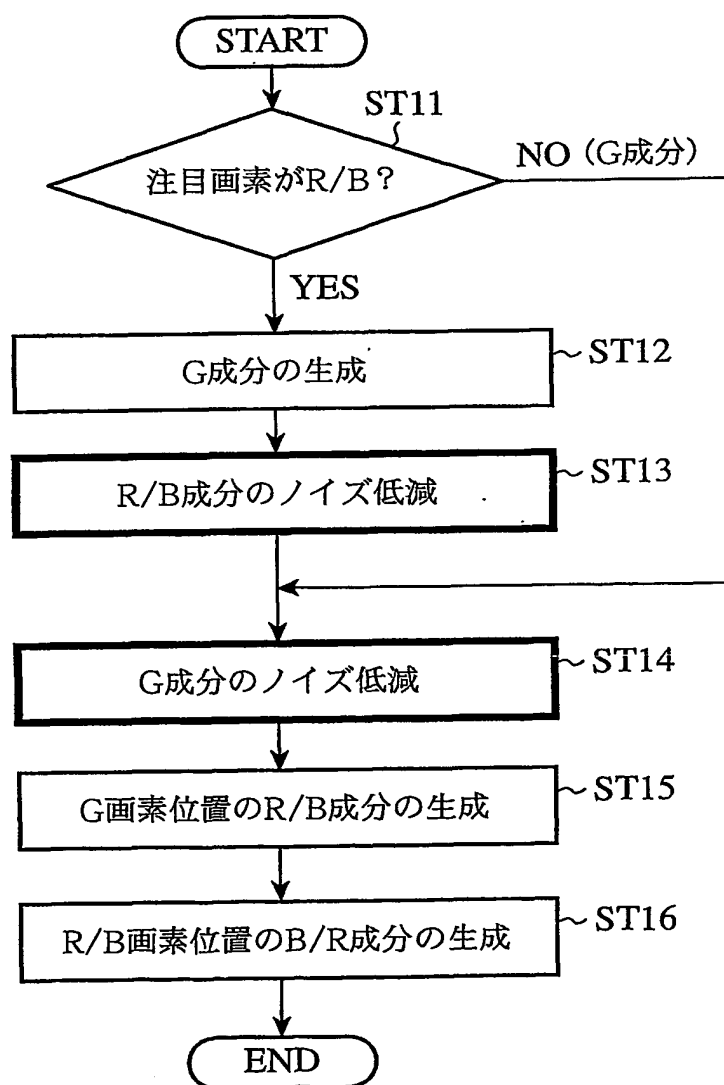 START
ST11
注目画素がR/B?
NO (G成分)
YES
G成分の生成
ST12
R/B成分のノイズ低減
ST13
G成分のノイズ低減
ST14
G画素位置のR/B成分の生成
ST15
R/B画素位置のB/R成分の生成
ST16
END